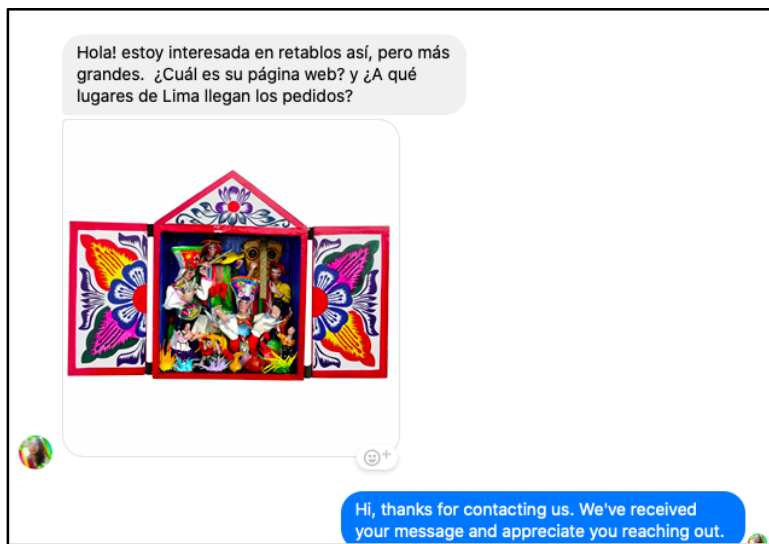 Hola! estoy interesada en retablos así, pero más
grandes.  ¿Cuál es su página web? y ¿A qué
lugares de Lima llegan los pedidos?
Hi, thanks for contacting us. We've received
your message and appreciate you reaching out.